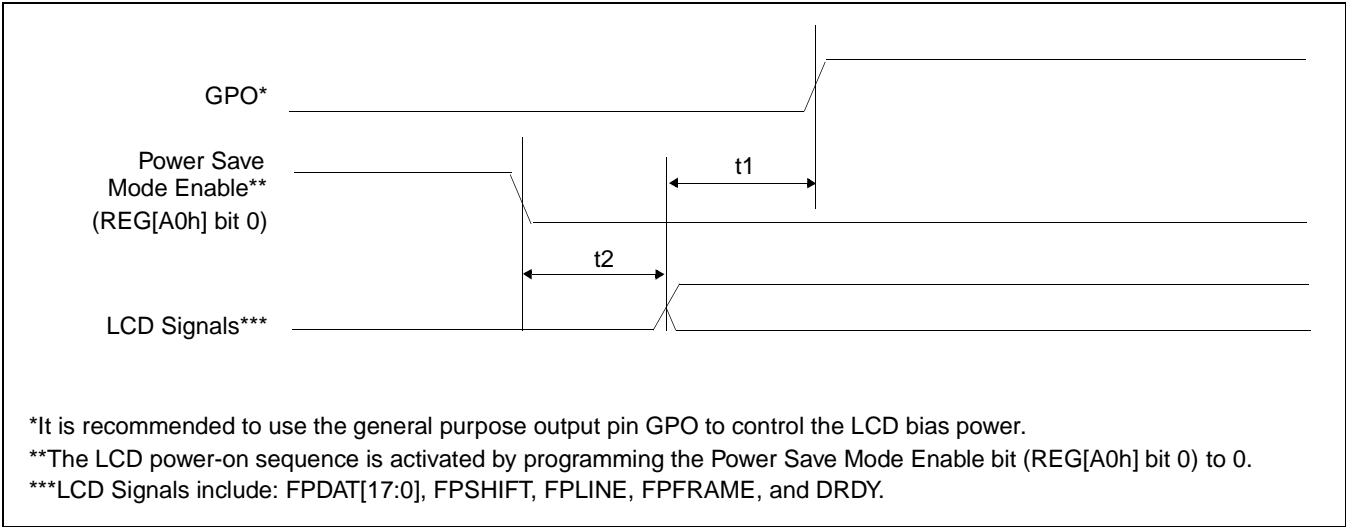 GPO*
Power Save
Mode Enable**
(REG[A0h] bit 0)
t1
t2
LCD Signals***
*It is recommended to use the general purpose output pin GPO to control the LCD bias power.
**The LCD power-on sequence is activated by programming the Power Save Mode Enable bit (REG[A0h] bit 0) to 0.
***LCD Signals include: FPDAT[17:0], FPSHIFT, FPLINE, FPFRAME, and DRDY.